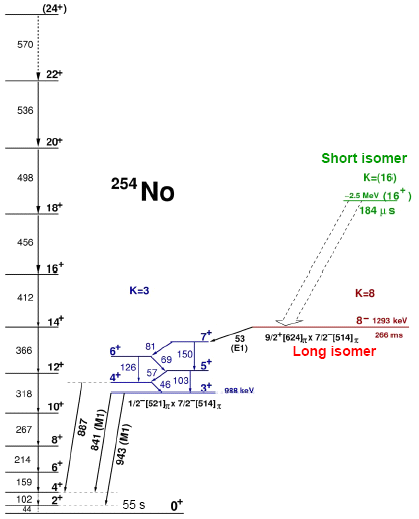 (24⁺)
570
22⁺
536
20⁺
498
18⁺
456
16⁺
412
14⁺
366
12⁺
318
10⁺
267
8⁺
214
6⁺
159
4⁺
102
2⁺
44
²⁵⁴No
Short isomer
K=(16)
~2.5 MeV (16⁺)
184 μ s
K=3
K=8
8⁻ 1293 keV
266 ms
9/2⁺[624]π x 7/2⁻[514]π
Long isomer
53
(E1)
7⁺
81
6⁺
150
69
126
57
5⁺
4⁺
103
46
3⁺
988 keV
1/2⁻[521]π x 7/2⁻[514]π
887
841 (M1)
943 (M1)
55 s
0⁺